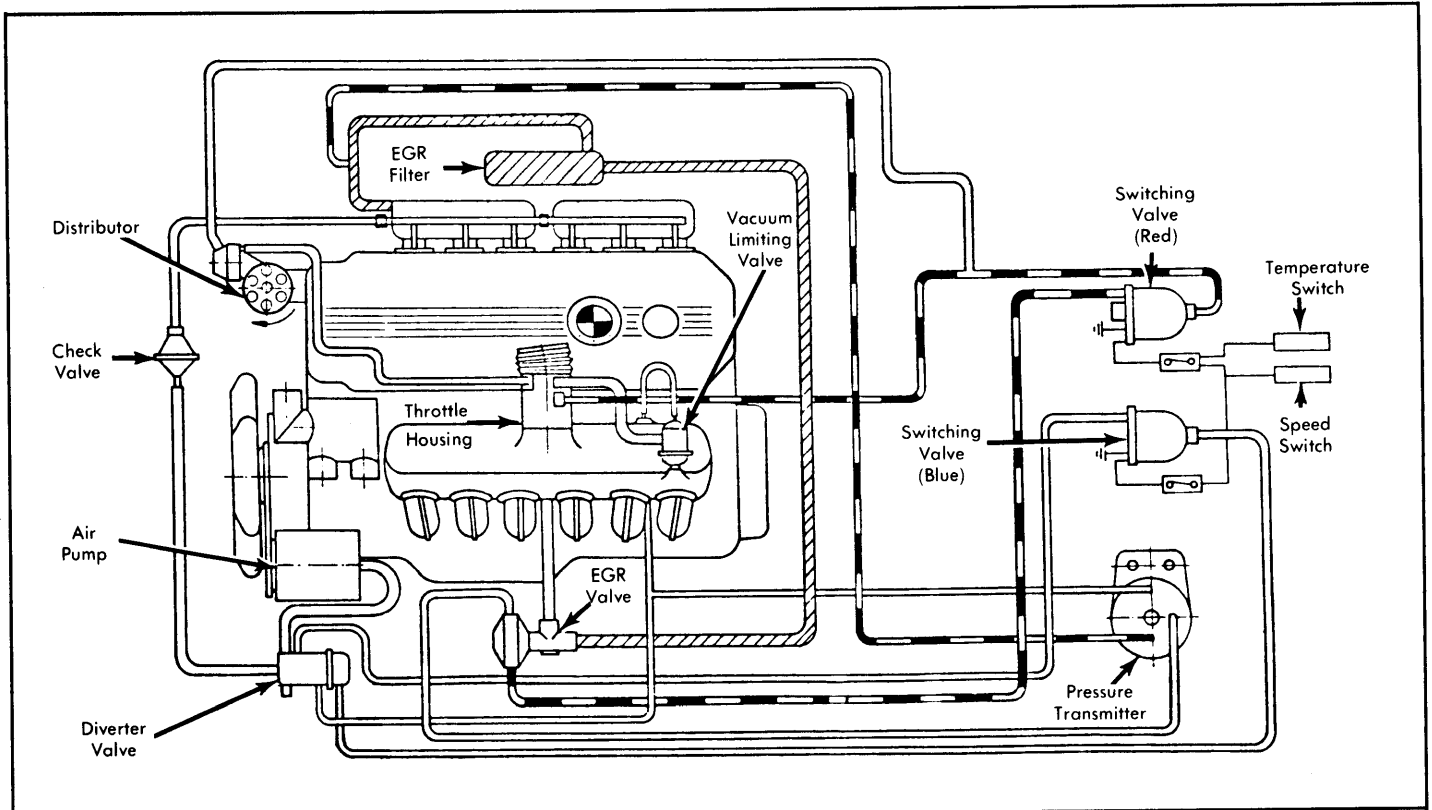 EGR
Filter
Distributor
Vacuum
Limiting
Valve
Switching
Valve
(Red)
Temperature
Switch
Check
Valve
Throttle
Housing
Switching
Valve
(Blue)
Speed
Switch
Air
Pump
EGR
Valve
Pressure
Transmitter
Diverter
Valve